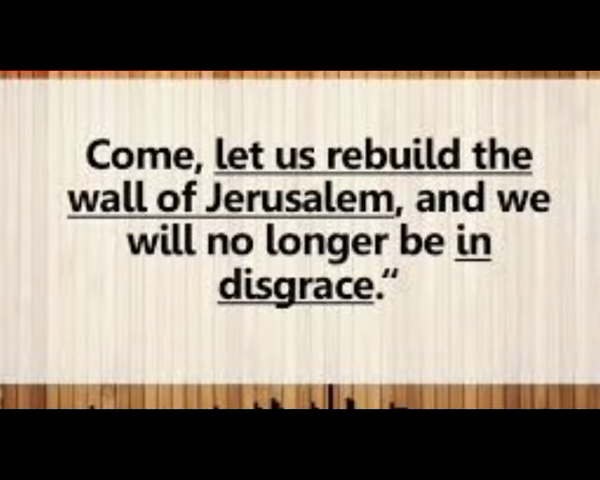 Come, let us rebuild the
wall of Jerusalem, and we
will no longer be in
disgrace.“